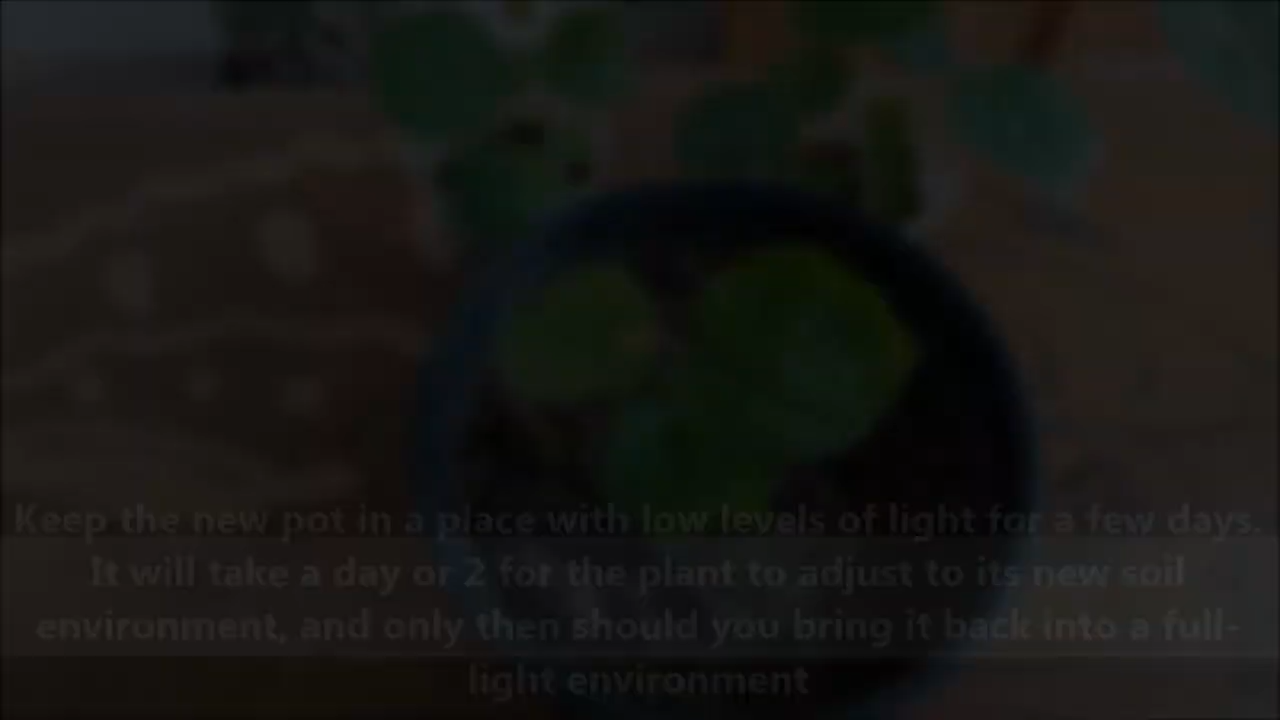 Keep the new pot in a place with low levels of light for a few days.
It will take a day or 2 for the plant to adjust to its new soil
environment, and only then should you bring it back into a full-
light environment